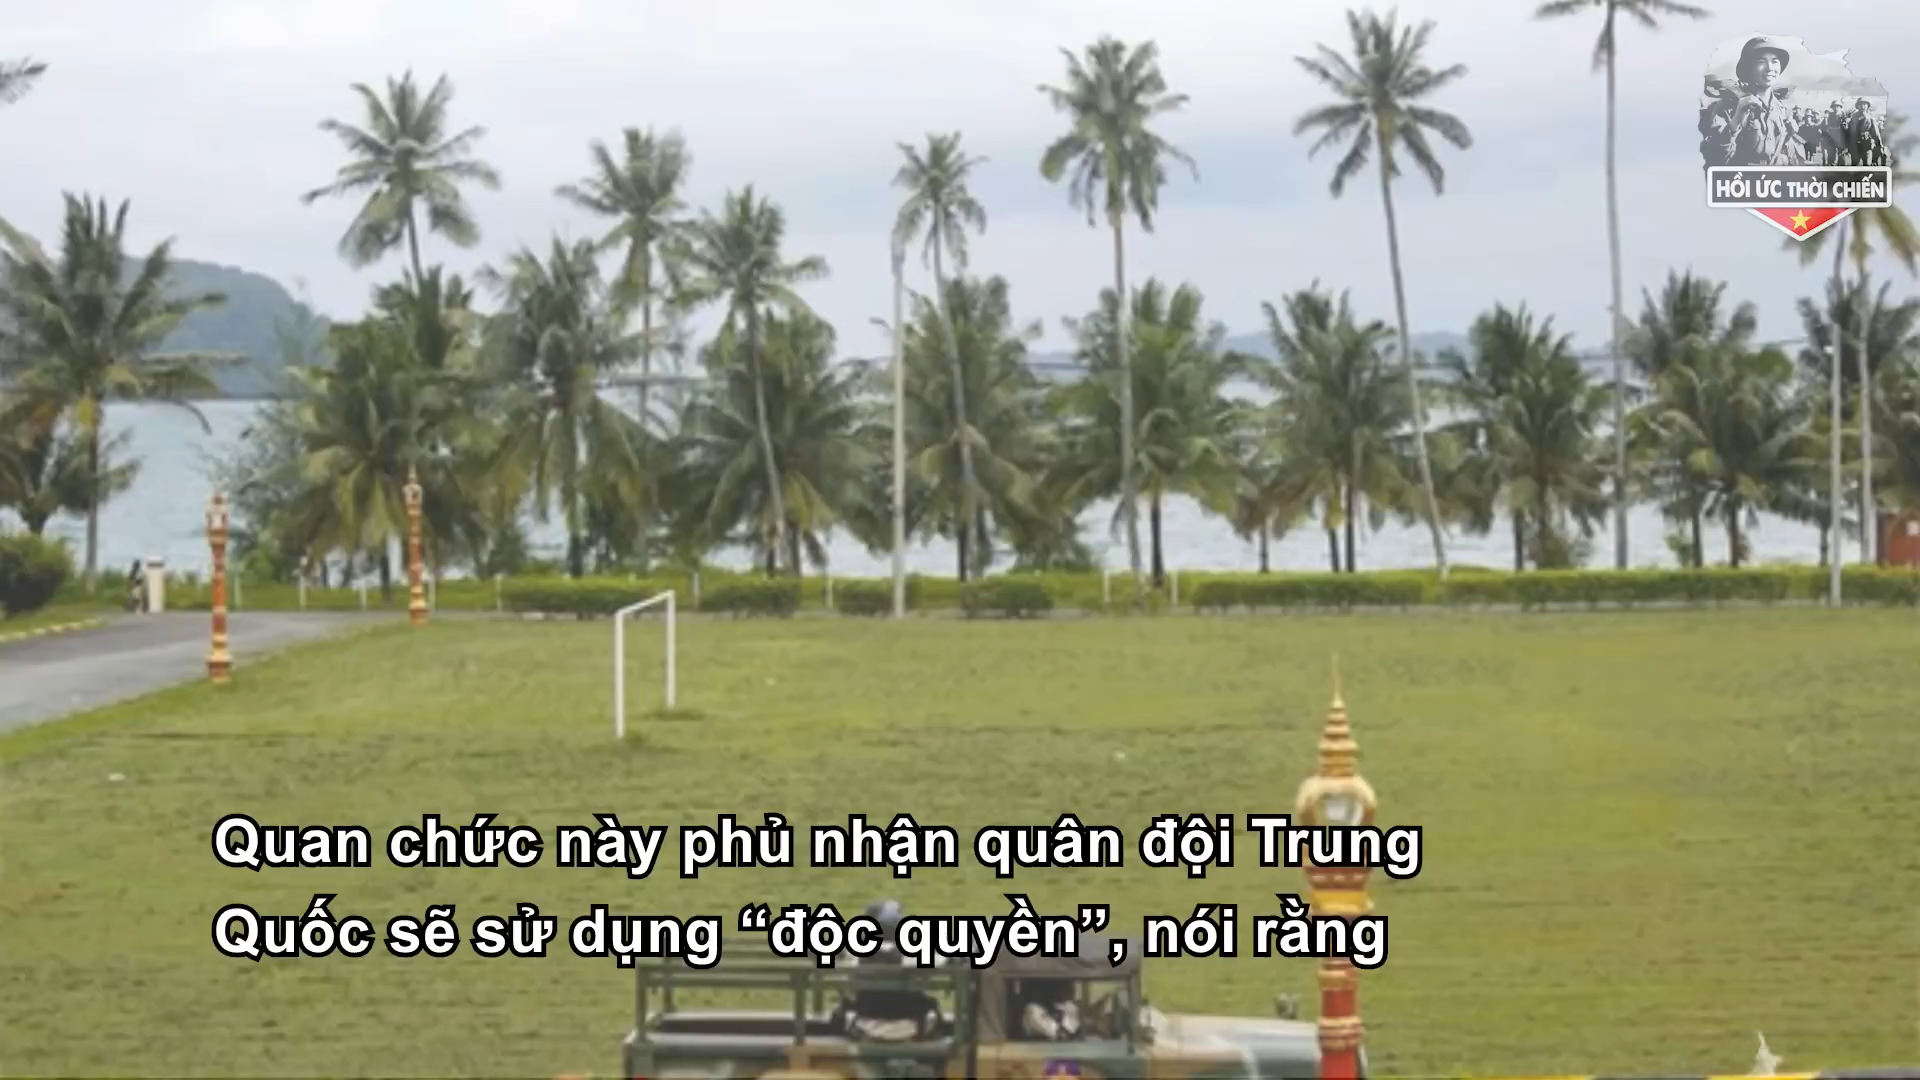 HỒI ỨC THỜI CHIẾN
Quan chức này phủ nhận quân đội Trung
Quốc sẽ sử dụng “độc quyền”, nói rằng